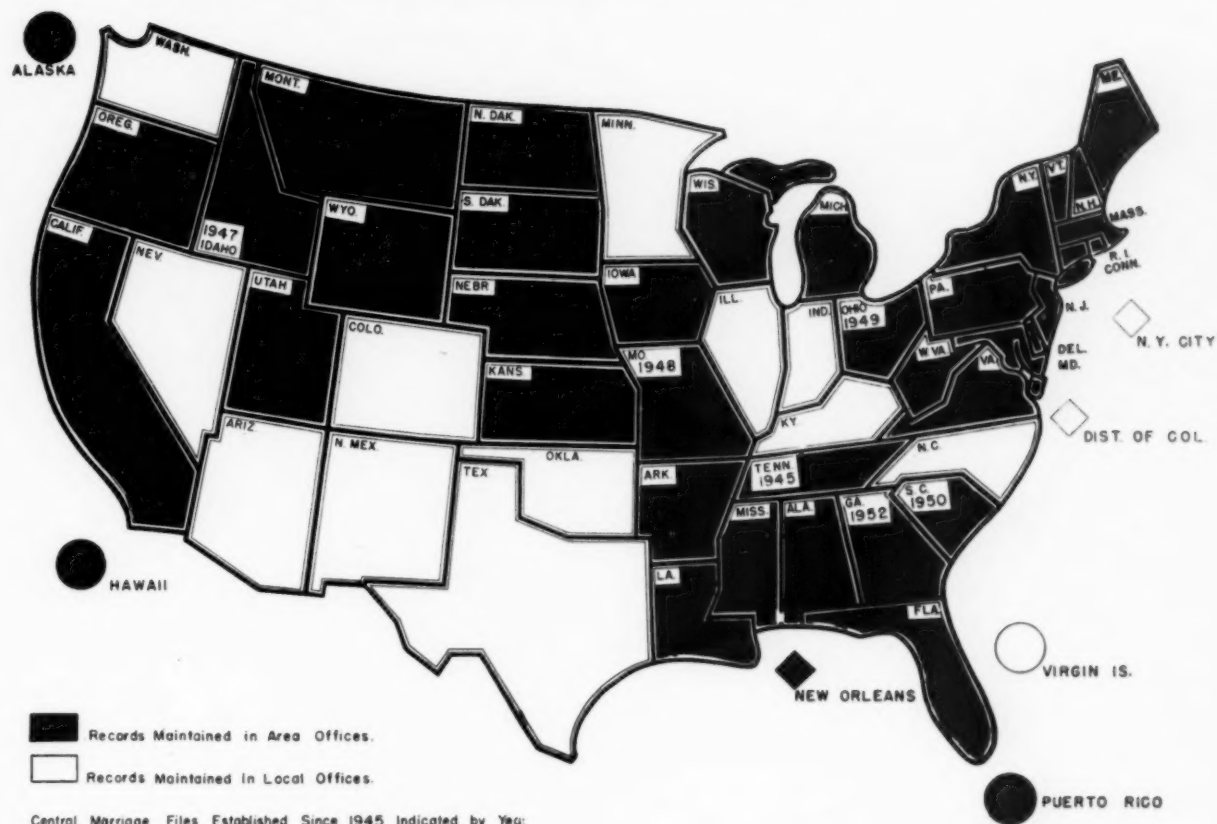 ALASKA
WASH.
MONT.
N. DAK.
MINN.
ME.
OREG.
WIS.
MICH.
N.Y.
VT.
N.H.
MASS.
S. DAK.
WYO.
1947
IDAHO
CALIF.
NEV.
UTAH
NEBR.
IOWA
R. I.
CONN.
ILL.
IND.
OHIO
1949
PA.
N. J.
N. Y. CITY
COLO.
MO.
1948
W VA.
VA.
DEL.
MD.
KANS.
KY.
DIST. OF COL.
ARIZ.
N. MEX.
OKLA.
TEX.
ARK.
TENN.
1945
N. C.
S. C.
1950
MISS.
ALA.
GA.
1952
HAWAII
LA.
FLA.
VIRGIN IS.
NEW ORLEANS
Records Maintained in Area Offices.
Records Maintained in Local Offices.
PUERTO RICO
Central Marriage Files Established Since 1945 Indicated by Year